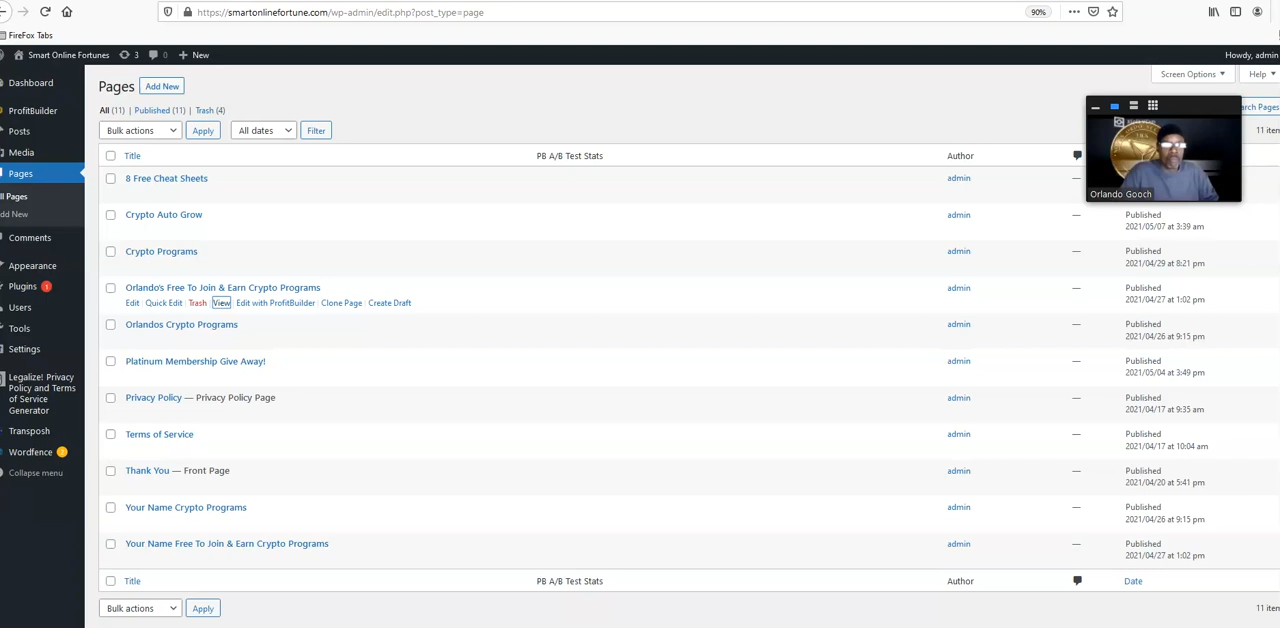 https://smartonlinefortune.com/wp-admin/edit.php?post_type=page
90%
FireFox Tabs
Smart Online Fortunes 3 0 New
Howdy, admin
Dashboard
ProfitBuilder
Posts
Media
Pages
All Pages
Add New
Comments
Appearance
Plugins 1
Users
Tools
Settings
Legalize! Privacy
Policy and Terms
of Service
Generator
Transposh
Wordfence 2
Collapse menu
Pages Add New
Screen Options Help
All (11) | Published (11) | Trash (4)
arch Pages
Bulk actions Apply All dates Filter
11 item
Title PB A/B Test Stats Author
8 Free Cheat Sheets admin —
Orlando Gooch
Crypto Auto Grow admin — Published
2021/05/07 at 3:39 am
Crypto Programs admin — Published
2021/04/29 at 8:21 pm
Orlando's Free To Join & Earn Crypto Programs admin — Published
2021/04/27 at 1:02 pm
Edit | Quick Edit | Trash | View | Edit with ProfitBuilder | Clone Page | Create Draft
Orlandos Crypto Programs admin — Published
2021/04/26 at 9:15 pm
Platinum Membership Give Away! admin — Published
2021/05/04 at 3:49 pm
Privacy Policy — Privacy Policy Page admin — Published
2021/04/17 at 9:35 am
Terms of Service admin — Published
2021/04/17 at 10:04 am
Thank You — Front Page admin — Published
2021/04/20 at 5:41 pm
Your Name Crypto Programs admin — Published
2021/04/26 at 9:15 pm
Your Name Free To Join & Earn Crypto Programs admin — Published
2021/04/27 at 1:02 pm
Title PB A/B Test Stats Author Date
Bulk actions Apply
11 item